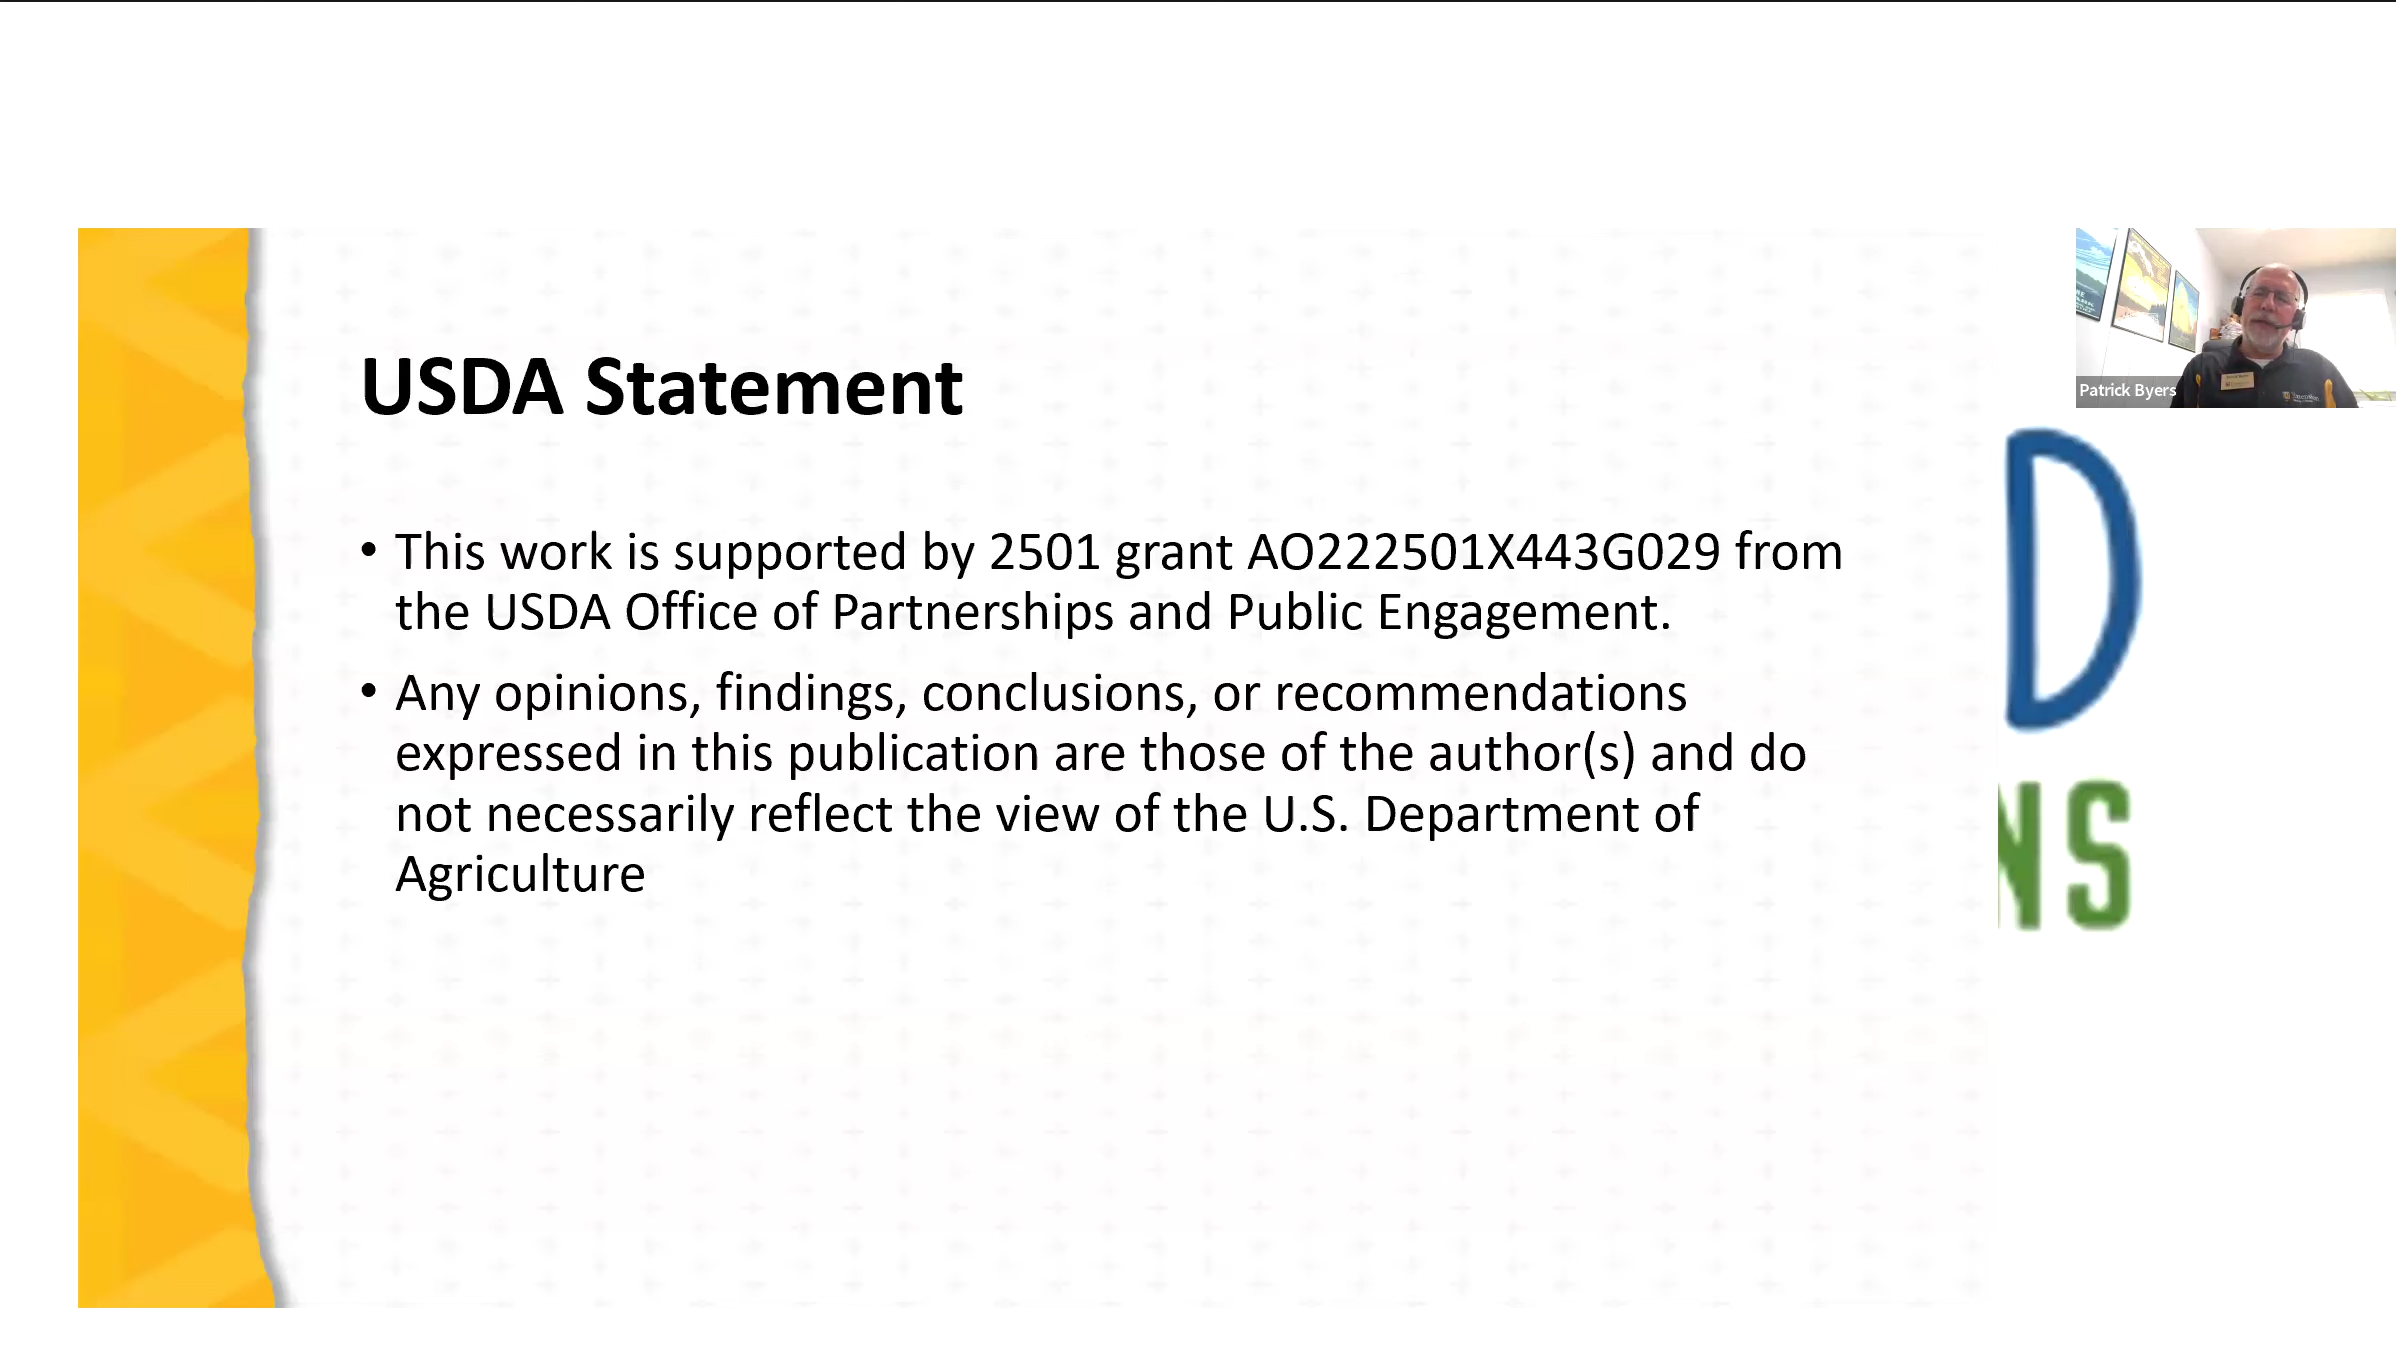 USDA Statement
• This work is supported by 2501 grant AO222501X443G029 from
the USDA Office of Partnerships and Public Engagement.
• Any opinions, findings, conclusions, or recommendations
expressed in this publication are those of the author(s) and do
not necessarily reflect the view of the U.S. Department of
Agriculture
Patrick Byers
D
NS